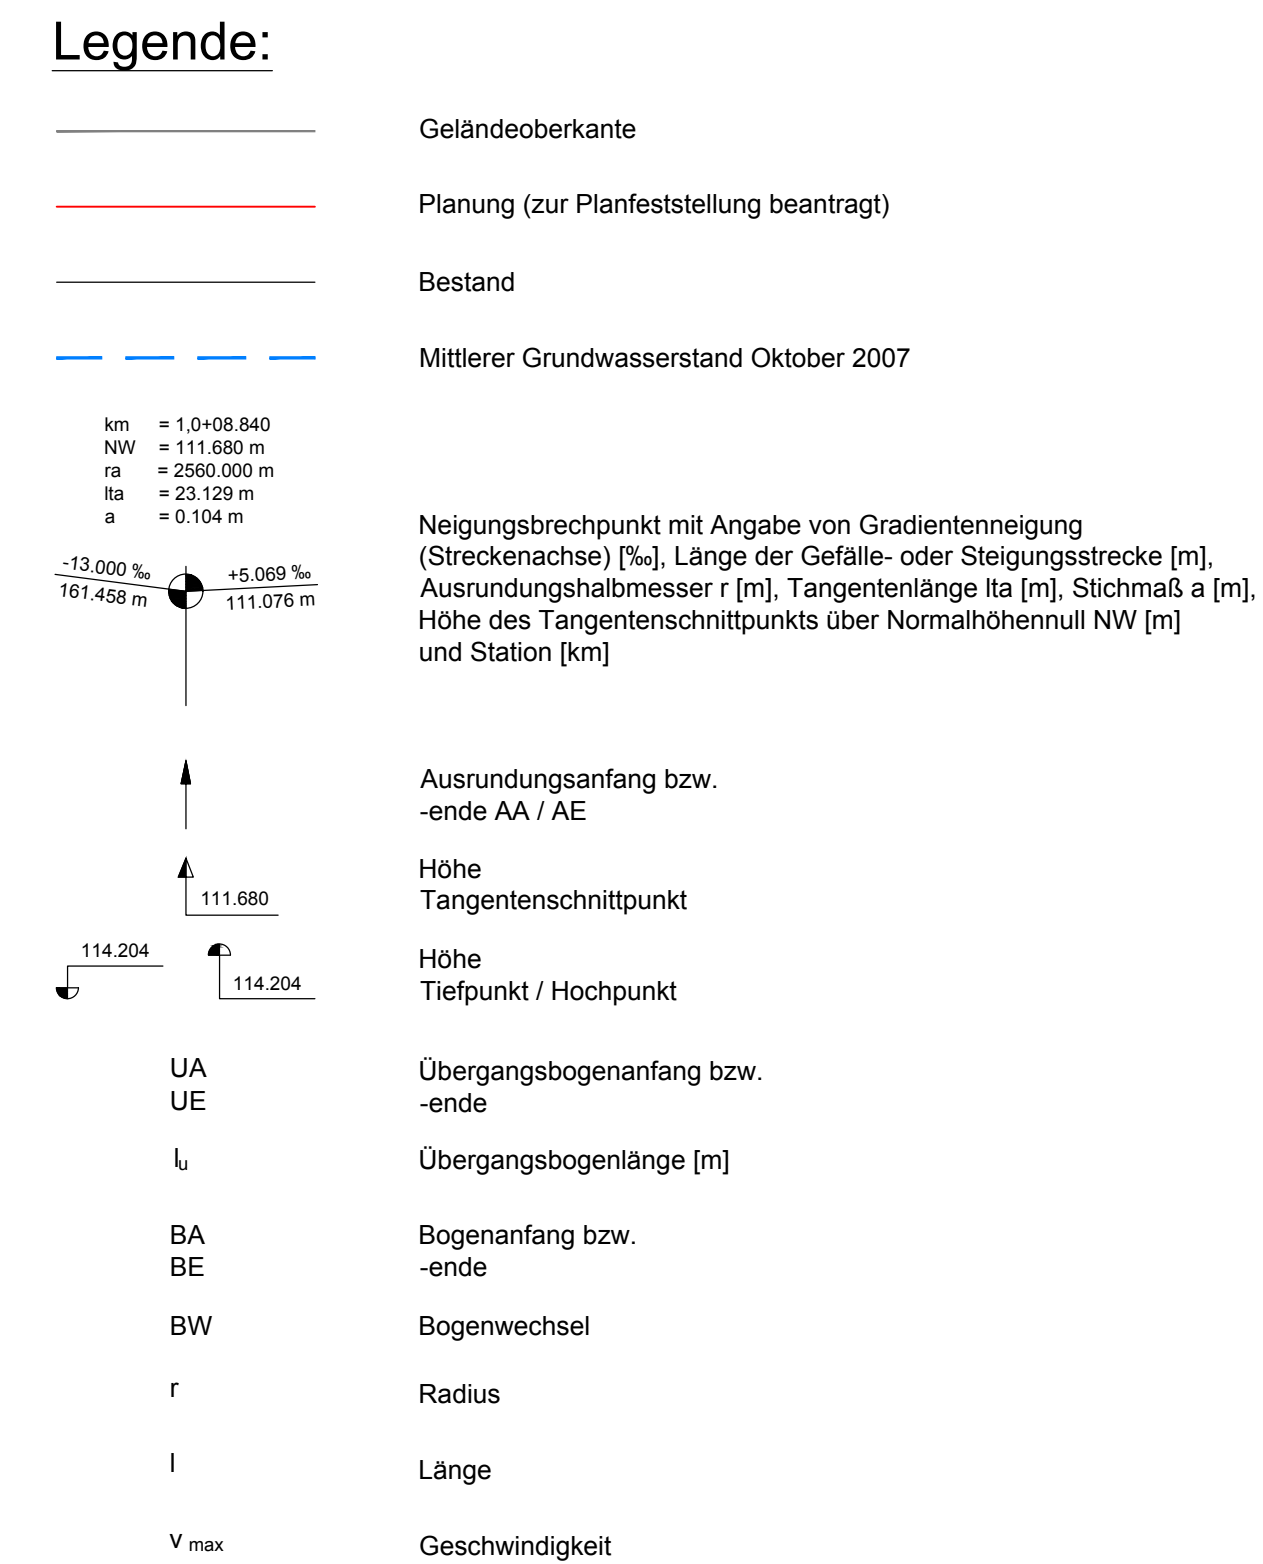 Legende:
Geländeoberkante
Planung (zur Planfeststellung beantragt)
Bestand
Mittlerer Grundwasserstand Oktober 2007
km = 1,0+08.840
NW = 111.680 m
ra = 2560.000 m
lta = 23.129 m
a = 0.104 m
-13.000 ‰
161.458 m
+5.069 ‰
111.076 m
Neigungsbrechpunkt mit Angabe von Gradientenneigung
(Streckenachse) [‰], Länge der Gefälle- oder Steigungsstrecke [m],
Ausrundungshalbmesser r [m], Tangentenlänge lta [m], Stichmaß a [m],
Höhe des Tangentenschnittpunkts über Normalhöhennull NW [m]
und Station [km]
Ausrundungsanfang bzw.
-ende AA / AE
111.680
Höhe
Tangentenschnittpunkt
114.204
114.204
Höhe
Tiefpunkt / Hochpunkt
UA
UE
Übergangsbogenanfang bzw.
-ende
lu Übergangsbogenlänge [m]
BA
BE
Bogenanfang bzw.
-ende
BW Bogenwechsel
r Radius
l Länge
v max Geschwindigkeit